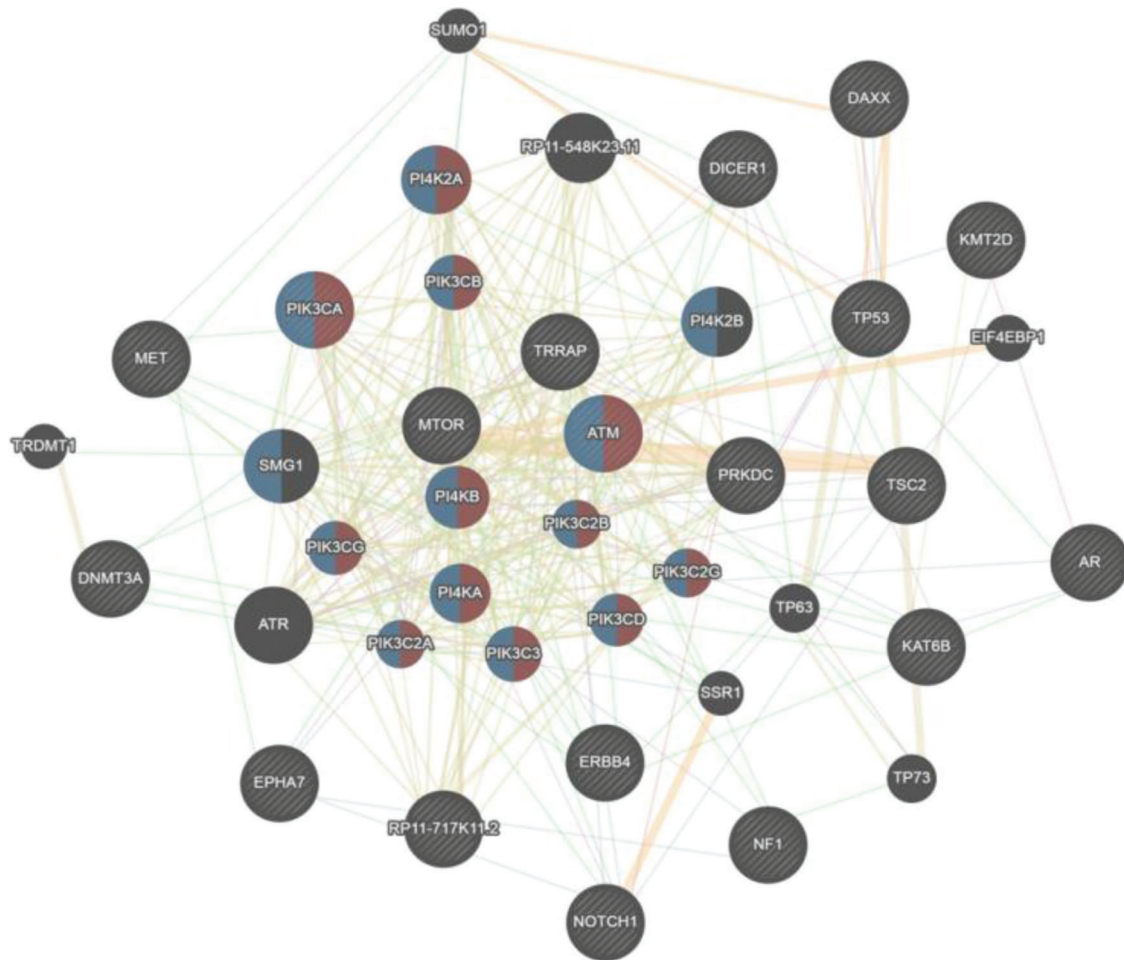 SUMO1
DAXX
RP11-548K23.11
DICER1
PI4K2A
KMT2D
PIK3CB
PIK3CA
PI4K2B
TP53
EIF4EBP1
MET
TRRAP
MTOR
ATM
TRDMT1
SMG1
PRKDC
TSC2
PI4KB
PIK3C2B
PIK3CG
AR
DNMT3A
PIK3C2G
PI4KA
TP63
ATR
PIK3CD
PIK3C2A
PIK3C3
KAT6B
SSR1
ERBB4
EPHA7
TP73
RP11-717K11.2
NF1
NOTCH1